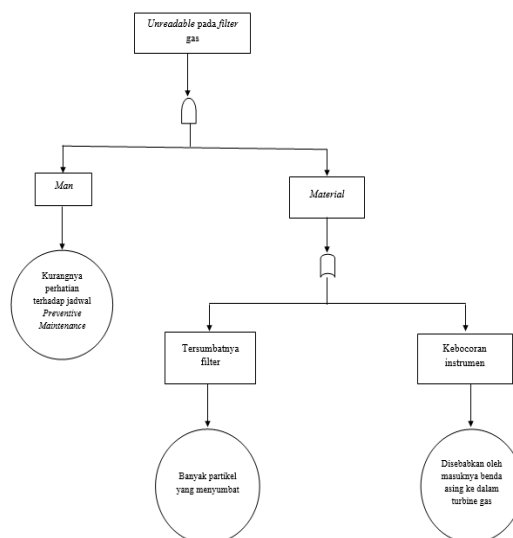 Unreadable pada filter
gas
Man
Material
Kurangnya
perhatian
terhadap jadwal
Preventive
Maintenance
Tersumbatnya
filter
Kebocoran
instrumen
Banyak partikel
yang menyumbat
Disebabkan oleh
masuknya benda
asing ke dalam
turbine gas